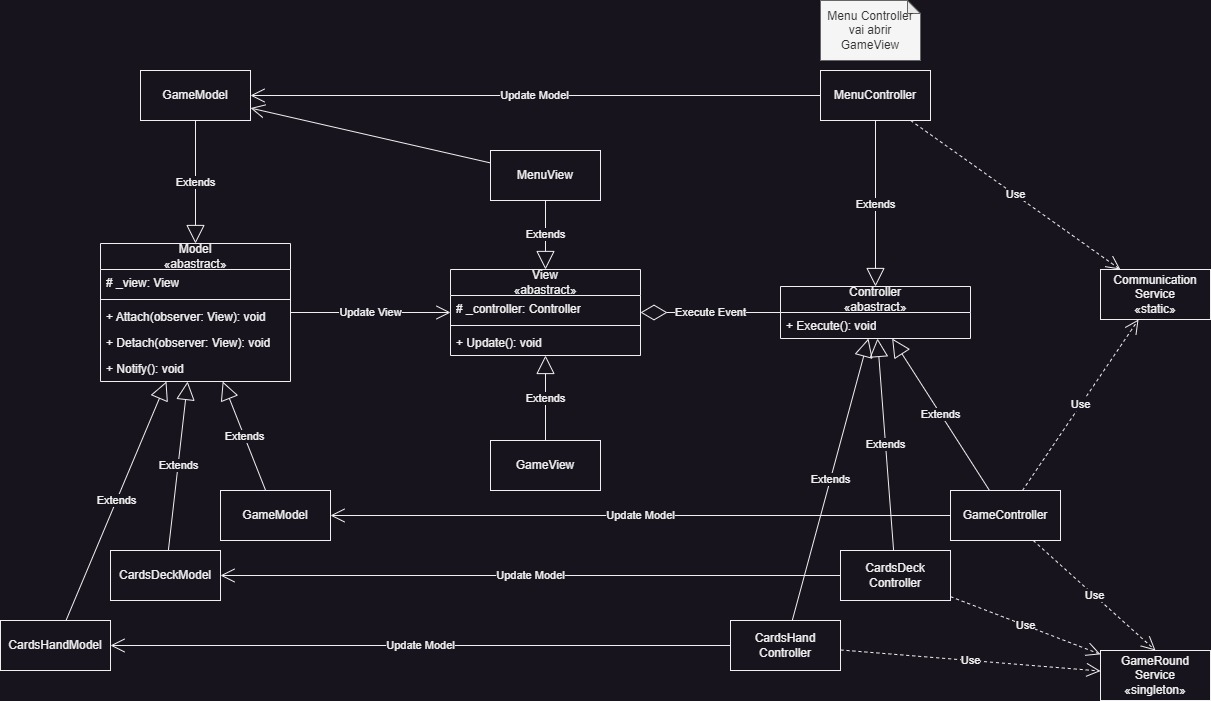 Menu Controller
vai abrir
GameView
GameModel
Update Model
MenuController
MenuView
Extends
Extends
Extends
Use
Model
«abastract»
# _view: View
+ Attach(observer: View): void
+ Detach(observer: View): void
+ Notify(): void
Update View
View
«abastract»
# _controller: Controller
+ Update(): void
Execute Event
Controller
«abastract»
+ Execute(): void
Communication
Service
«static»
Extends
Extends
Extends
Extends
Extends
Extends
Extends
Use
GameView
GameModel
Update Model
GameController
CardsDeckModel
Update Model
CardsDeck
Controller
Use
Use
CardsHandModel
Update Model
CardsHand
Controller
Use
GameRound
Service
«singleton»